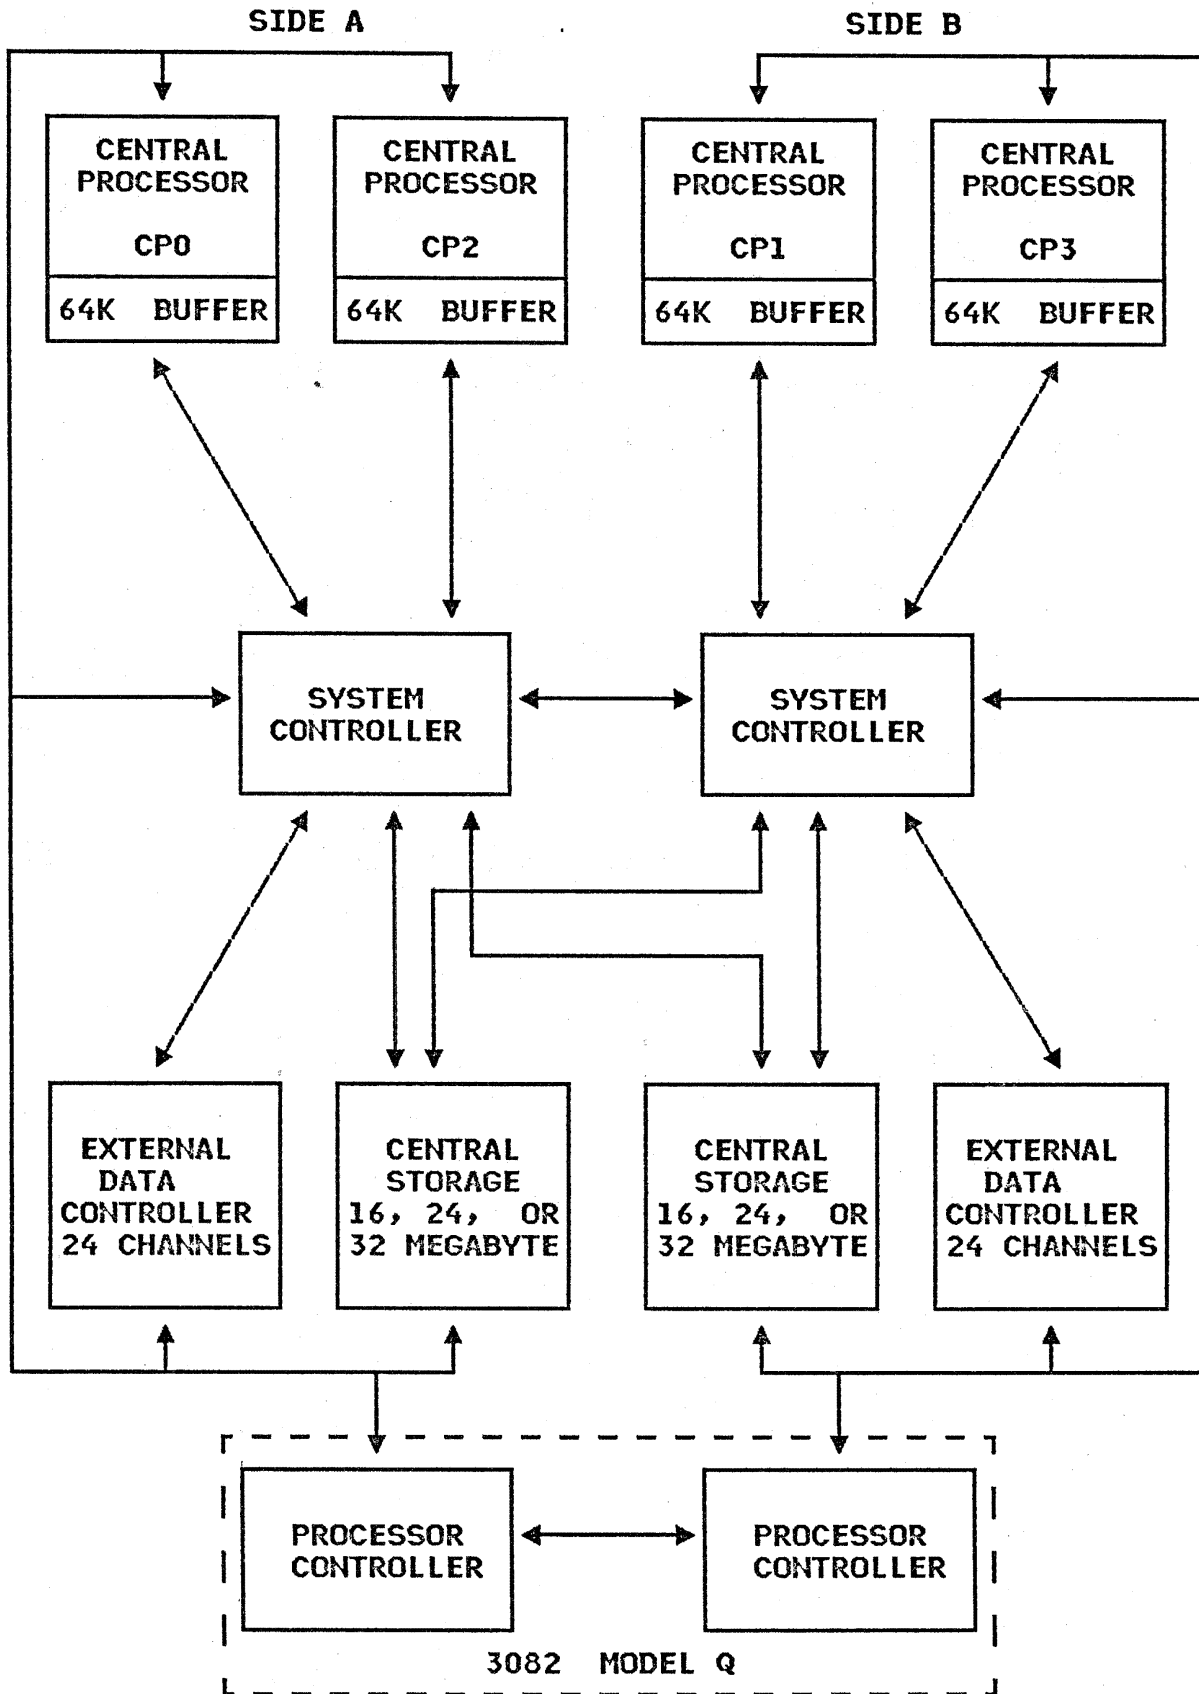 SIDE A
SIDE B
CENTRAL
PROCESSOR
CP0
64K BUFFER
CENTRAL
PROCESSOR
CP2
64K BUFFER
CENTRAL
PROCESSOR
CP1
64K BUFFER
CENTRAL
PROCESSOR
CP3
64K BUFFER
SYSTEM
CONTROLLER
SYSTEM
CONTROLLER
EXTERNAL
DATA
CONTROLLER
24 CHANNELS
CENTRAL
STORAGE
16, 24, OR
32 MEGABYTE
CENTRAL
STORAGE
16, 24, OR
32 MEGABYTE
EXTERNAL
DATA
CONTROLLER
24 CHANNELS
PROCESSOR
CONTROLLER
PROCESSOR
CONTROLLER
3082 MODEL Q